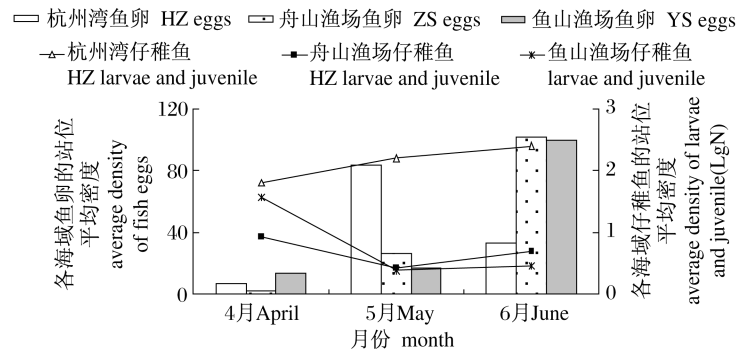 杭州湾鱼卵 HZ eggs 舟山渔场鱼卵 ZS eggs 鱼山渔场鱼卵 YS eggs
杭州湾仔稚鱼 舟山渔场仔稚鱼 鱼山渔场仔稚鱼
HZ larvae and juvenile HZ larvae and juvenile larvae and juvenile
各海域鱼卵的站位
平均密度
average density
of fish eggs
120
80
40
0
3
2
1
0
各海域仔稚鱼的站位
平均密度
average density of larvae
and juvenile(LgN)
4月April 5月May 6月June
月份 month